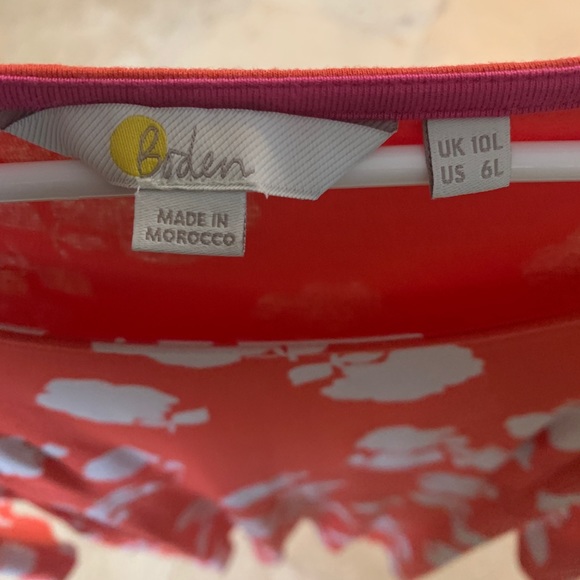 Boden
MADE IN
MOROCCO
UK 10L
US 6L